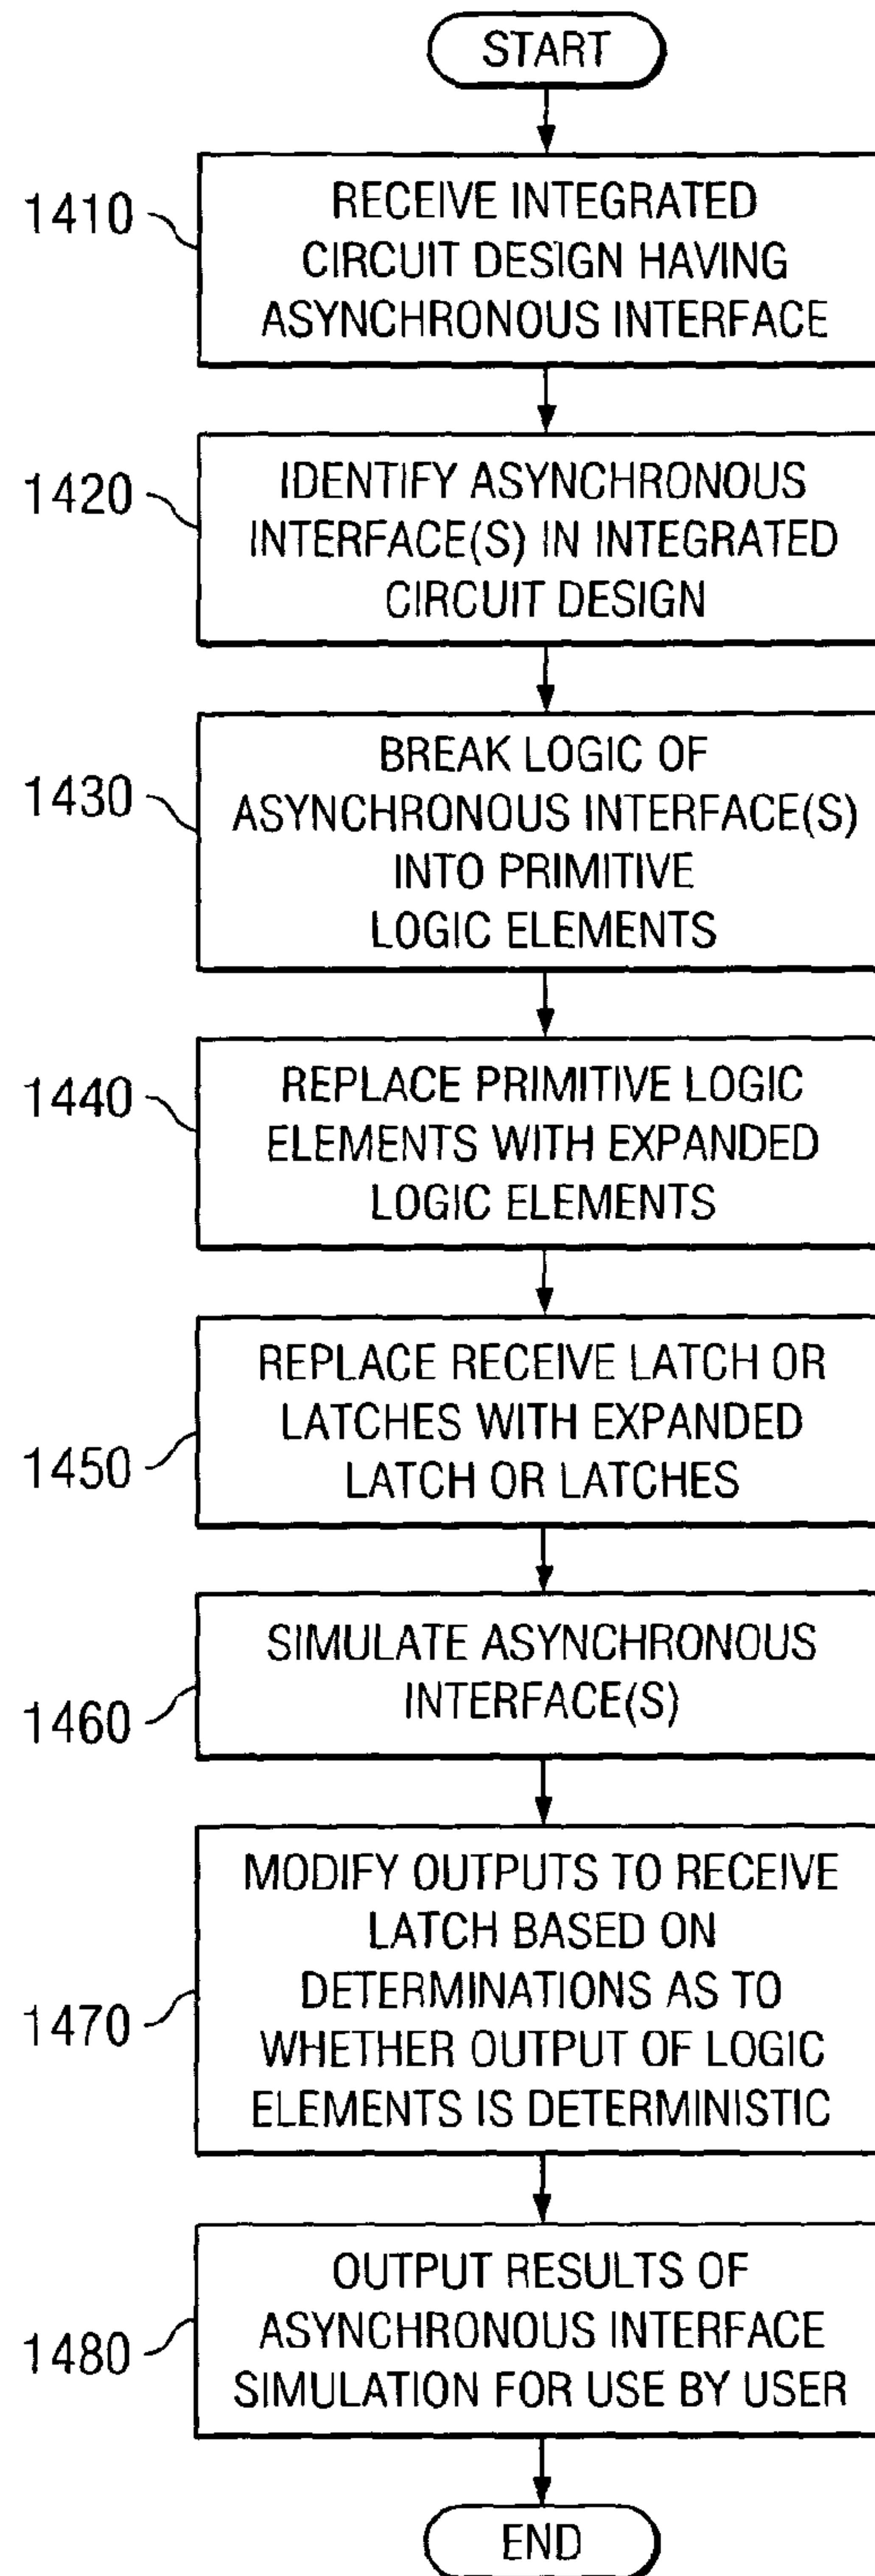 START
1410
RECEIVE INTEGRATED
CIRCUIT DESIGN HAVING
ASYNCHRONOUS INTERFACE
1420
IDENTIFY ASYNCHRONOUS
INTERFACE(S) IN INTEGRATED
CIRCUIT DESIGN
1430
BREAK LOGIC OF
ASYNCHRONOUS INTERFACE(S)
INTO PRIMITIVE
LOGIC ELEMENTS
1440
REPLACE PRIMITIVE LOGIC
ELEMENTS WITH EXPANDED
LOGIC ELEMENTS
1450
REPLACE RECEIVE LATCH OR
LATCHES WITH EXPANDED
LATCH OR LATCHES
1460
SIMULATE ASYNCHRONOUS
INTERFACE(S)
1470
MODIFY OUTPUTS TO RECEIVE
LATCH BASED ON
DETERMINATIONS AS TO
WHETHER OUTPUT OF LOGIC
ELEMENTS IS DETERMINISTIC
1480
OUTPUT RESULTS OF
ASYNCHRONOUS INTERFACE
SIMULATION FOR USE BY USER
END